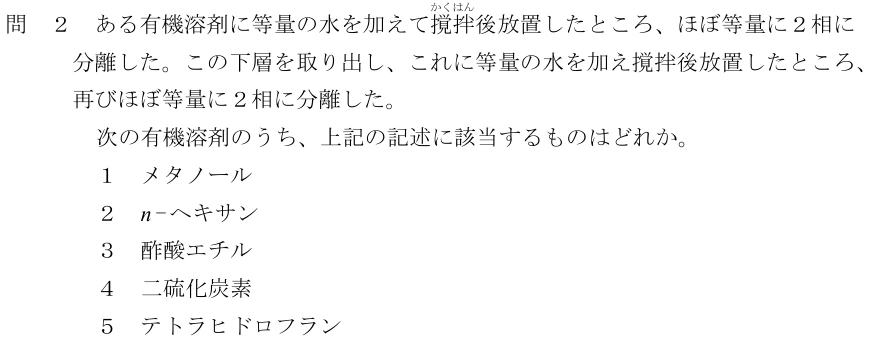 かくはん
問　２　ある有機溶剤に等量の水を加えて撹拌後放置したところ、ほぼ等量に２相に
分離した。この下層を取り出し、これに等量の水を加え撹拌後放置したところ、
再びほぼ等量に２相に分離した。
次の有機溶剤のうち、上記の記述に該当するものはどれか。
１　メタノール
２　n－ヘキサン
３　酢酸エチル
４　二硫化炭素
５　テトラヒドロフラン